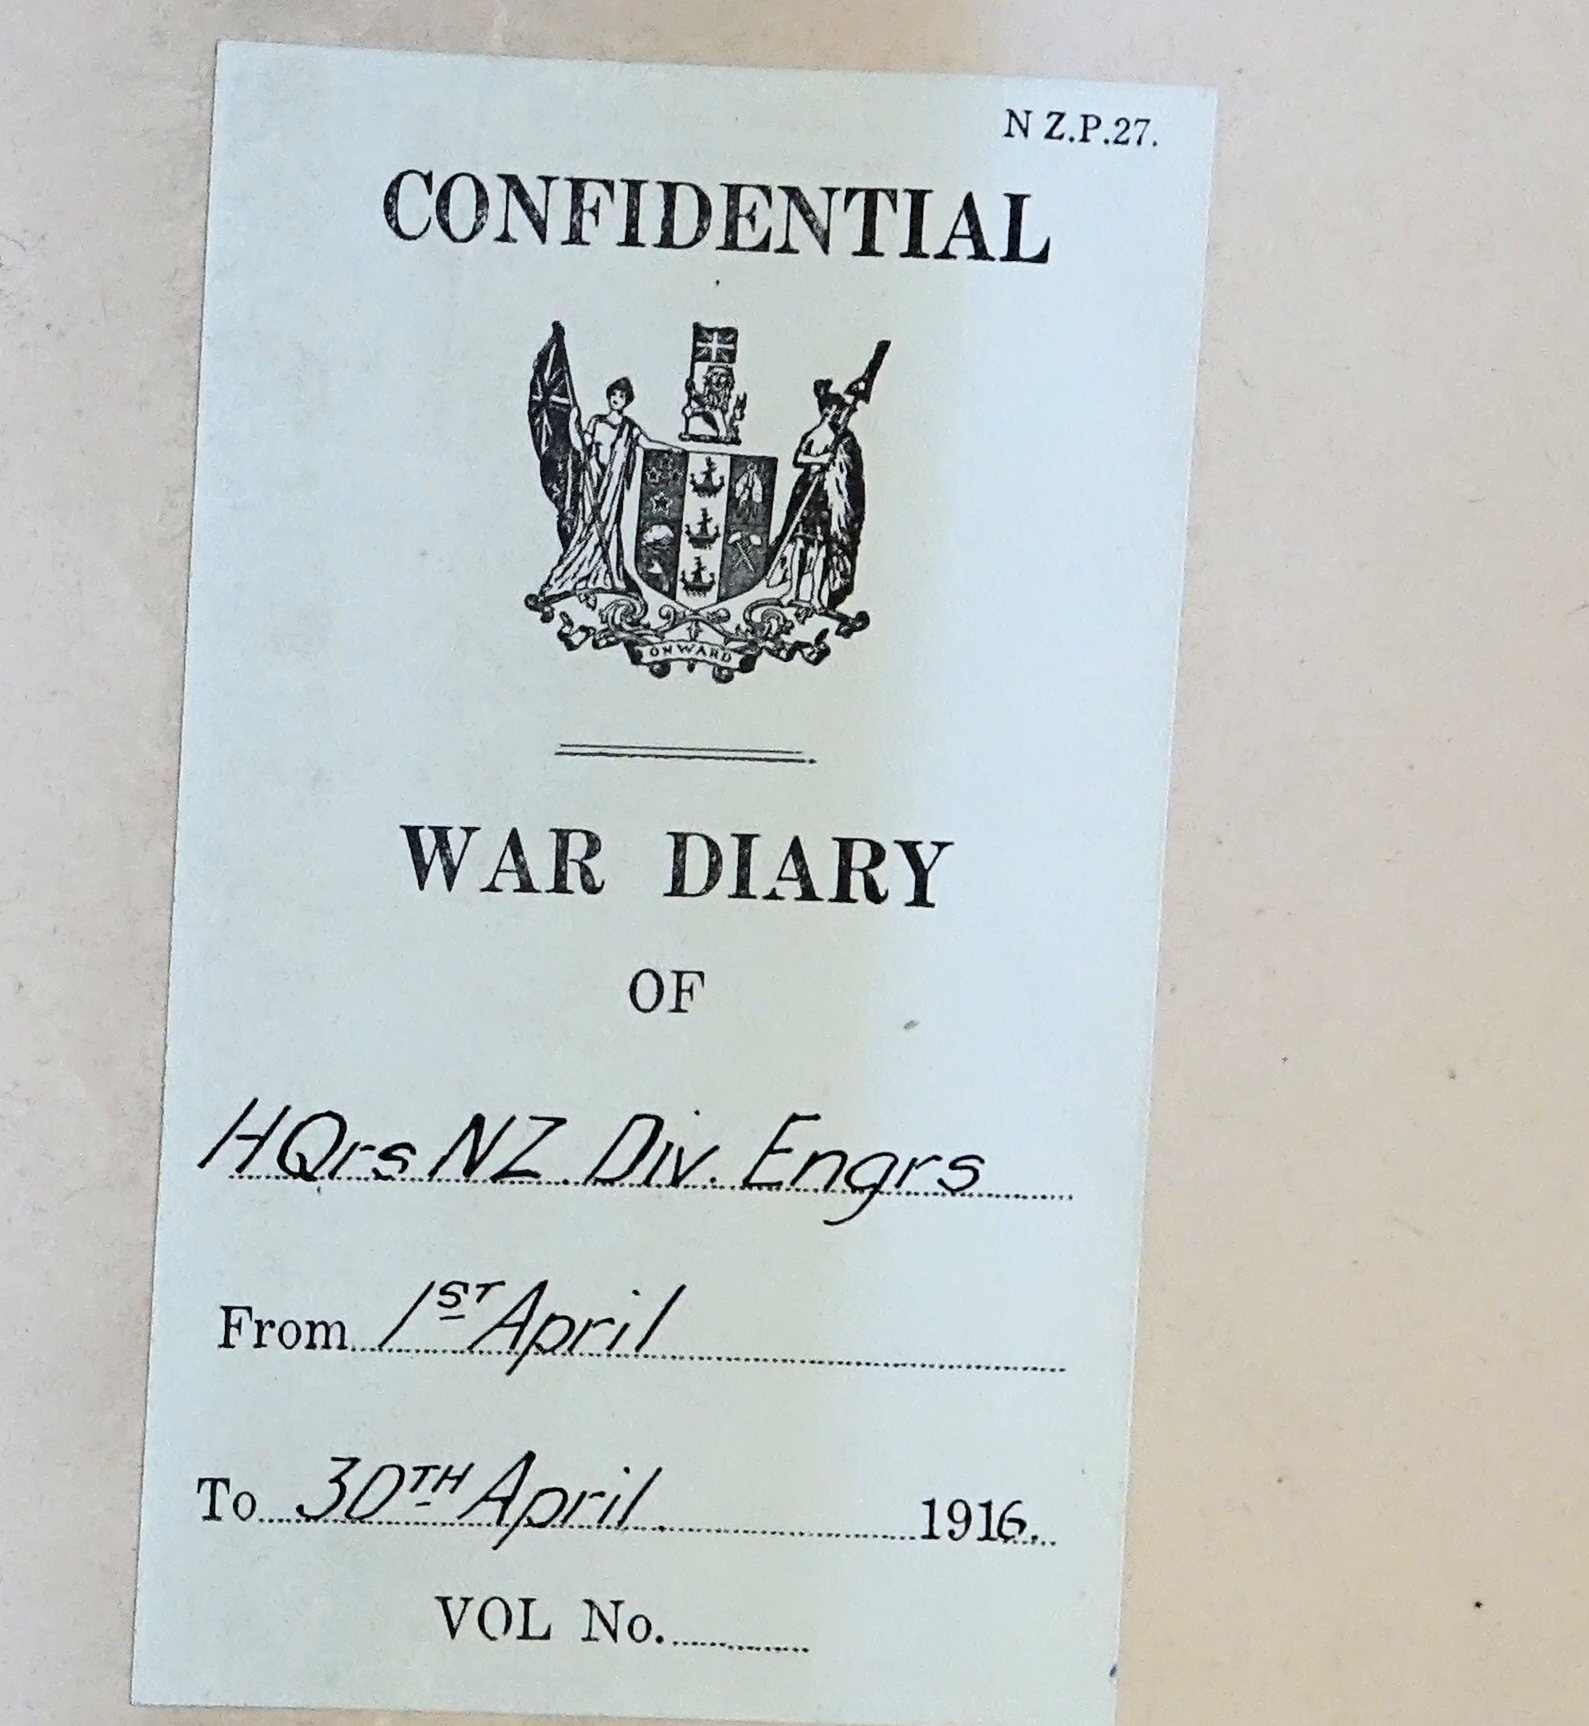 N Z.P.27.
CONFIDENTIAL
ONWARD
WAR DIARY
OF
HQrs NZ. Div. Engrs
From 1ST April
To 30TH April. 1916.
VOL No.